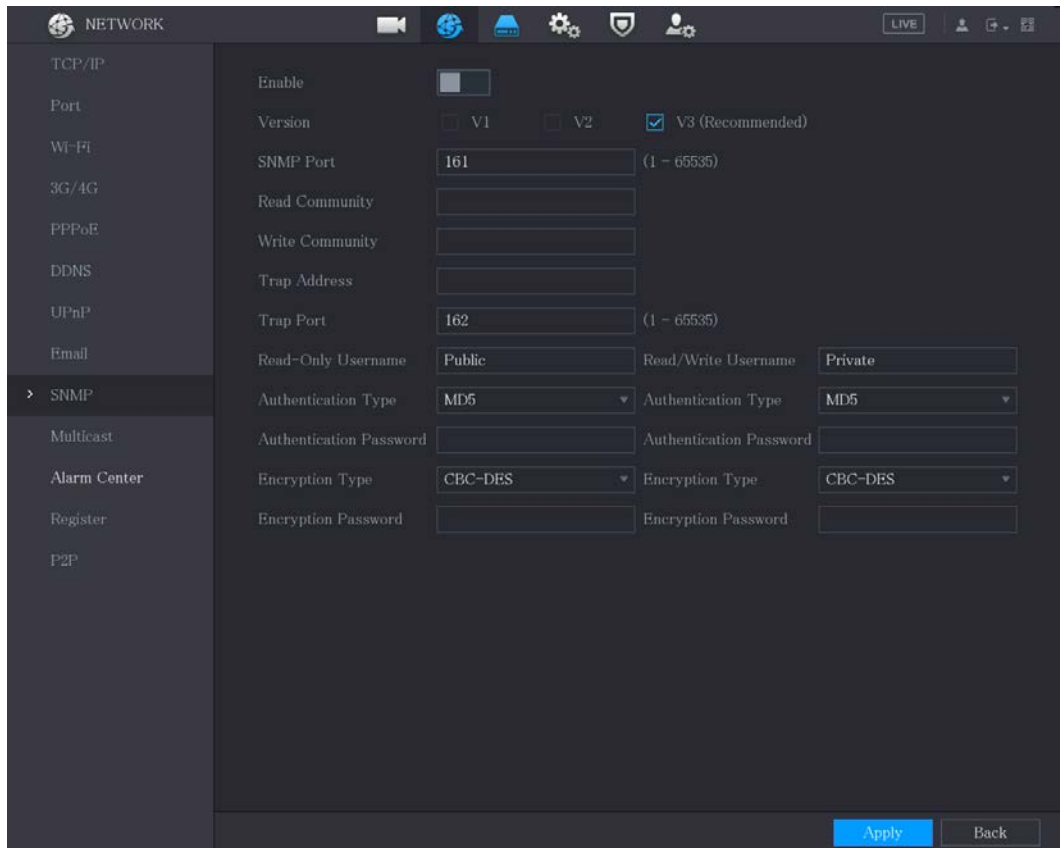 NETWORK
LIVE
TCP/IP
Port
Wi-Fi
3G/4G
PPPoE
DDNS
UPnP
Email
SNMP
Multicast
Alarm Center
Register
P2P
Enable
Version V1 V2 V3 (Recommended)
SNMP Port 161 (1 - 65535)
Read Community
Write Community
Trap Address
Trap Port 162 (1 - 65535)
Read-Only Username Public Read/Write Username Private
Authentication Type MD5 Authentication Type MD5
Authentication Password Authentication Password
Encryption Type CBC-DES Encryption Type CBC-DES
Encryption Password Encryption Password
Apply Back